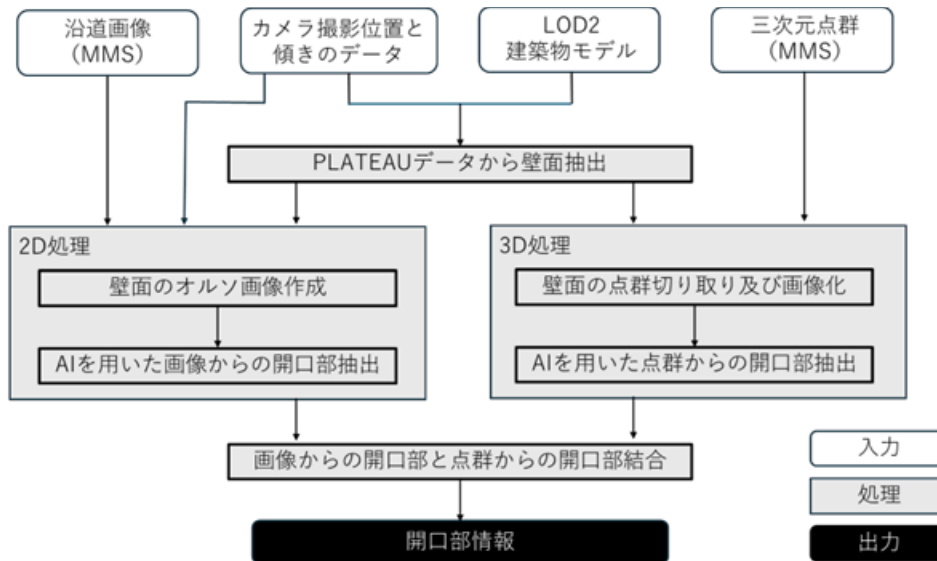 沿道画像
（MMS）
カメラ撮影位置と
傾きのデータ
LOD2
建築物モデル
三次元点群
（MMS）
PLATEAUデータから壁面抽出
2D処理
壁面のオルソ画像作成
AIを用いた画像からの開口部抽出
3D処理
壁面の点群切り取り及び画像化
AIを用いた点群からの開口部抽出
画像からの開口部と点群からの開口部結合
開口部情報
入力
処理
出力